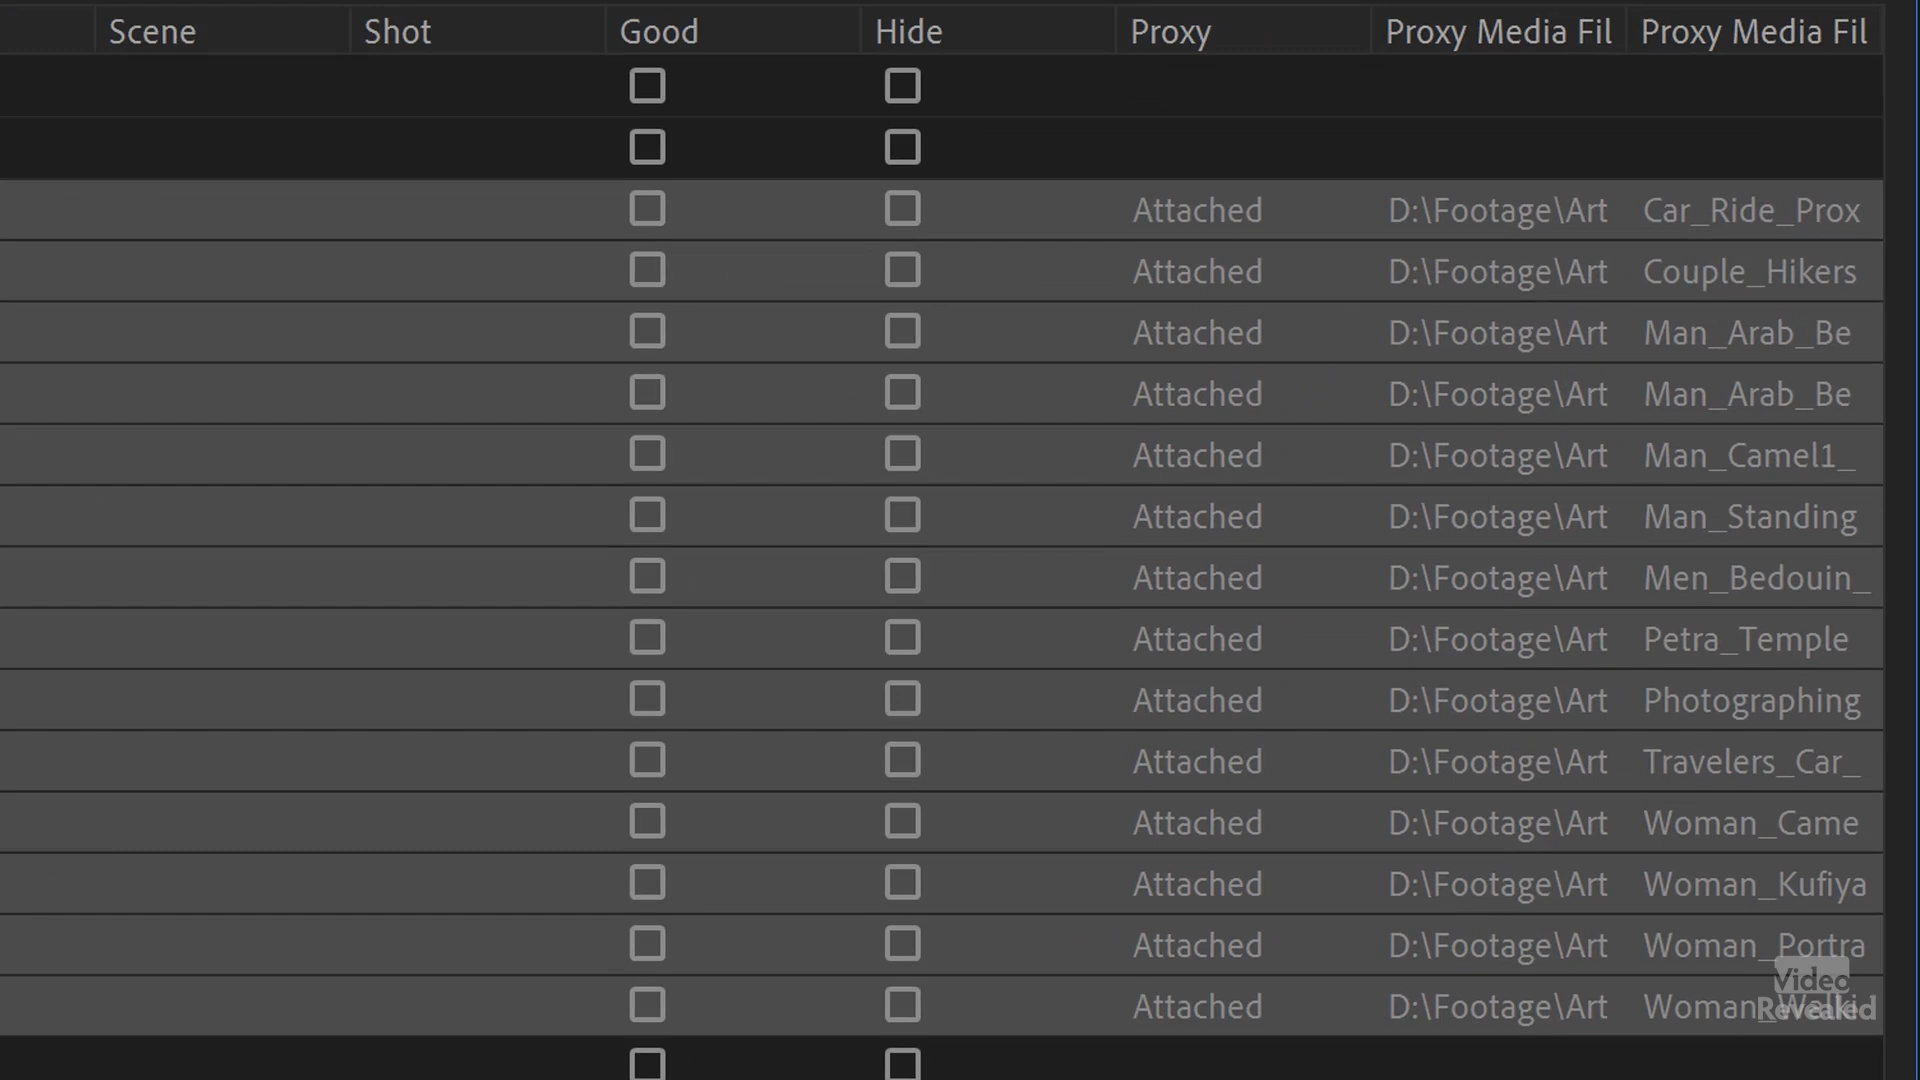 Scene Shot Good Hide Proxy Proxy Media Fil Proxy Media Fil
Attached D:\Footage\Art Car_Ride_Prox
Attached D:\Footage\Art Couple_Hikers
Attached D:\Footage\Art Man_Arab_Be
Attached D:\Footage\Art Man_Arab_Be
Attached D:\Footage\Art Man_Camel1_
Attached D:\Footage\Art Man_Standing
Attached D:\Footage\Art Men_Bedouin_
Attached D:\Footage\Art Petra_Temple
Attached D:\Footage\Art Photographing
Attached D:\Footage\Art Travelers_Car_
Attached D:\Footage\Art Woman_Came
Attached D:\Footage\Art Woman_Kufiya
Attached D:\Footage\Art Woman_Portra
Attached D:\Footage\Art Woman_Walki
Video
Revealed